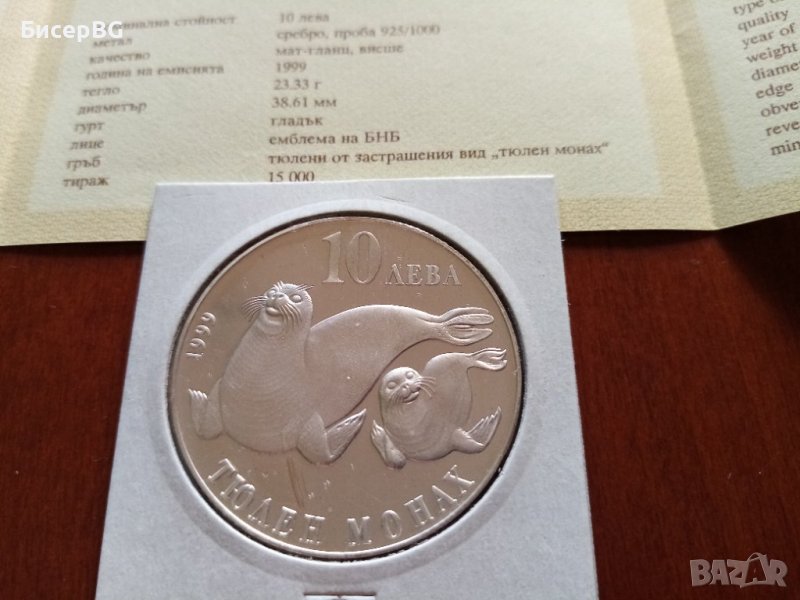 БисерBG
номинална стойност 10 лева
метал сребро, проба 925/1000
качество мат-гланц, висше
година на емисията 1999
тегло 23.33 г
диаметър 38.61 мм
гурт гладък
лице емблема на БНБ
гръб тюлени от застрашения вид „тюлен монах“
тираж 15 000
type
quality
year of
weight
diame
edge
obve
reve
min
10 ЛЕВА
1999
ТЮЛЕН МОНАХ
BAZAR